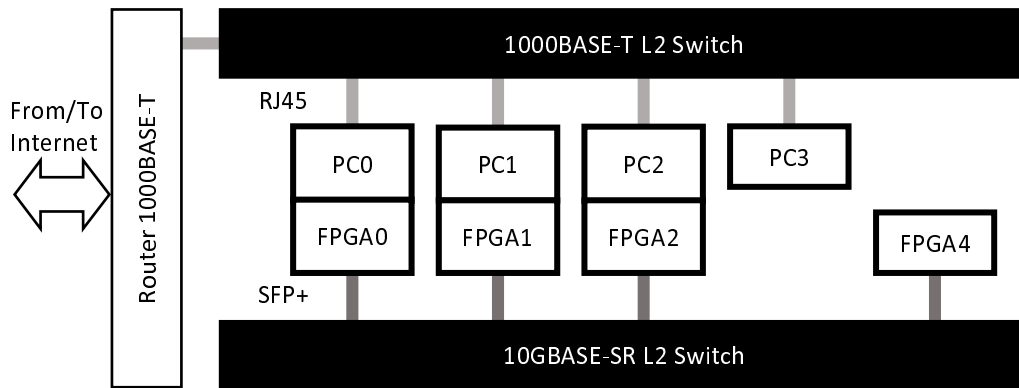 1000BASE-T L2 Switch
From/To
Internet
Router 1000BASE-T
RJ45
PC0
PC1
PC2
PC3
FPGA0
FPGA1
FPGA2
FPGA4
SFP+
10GBASE-SR L2 Switch